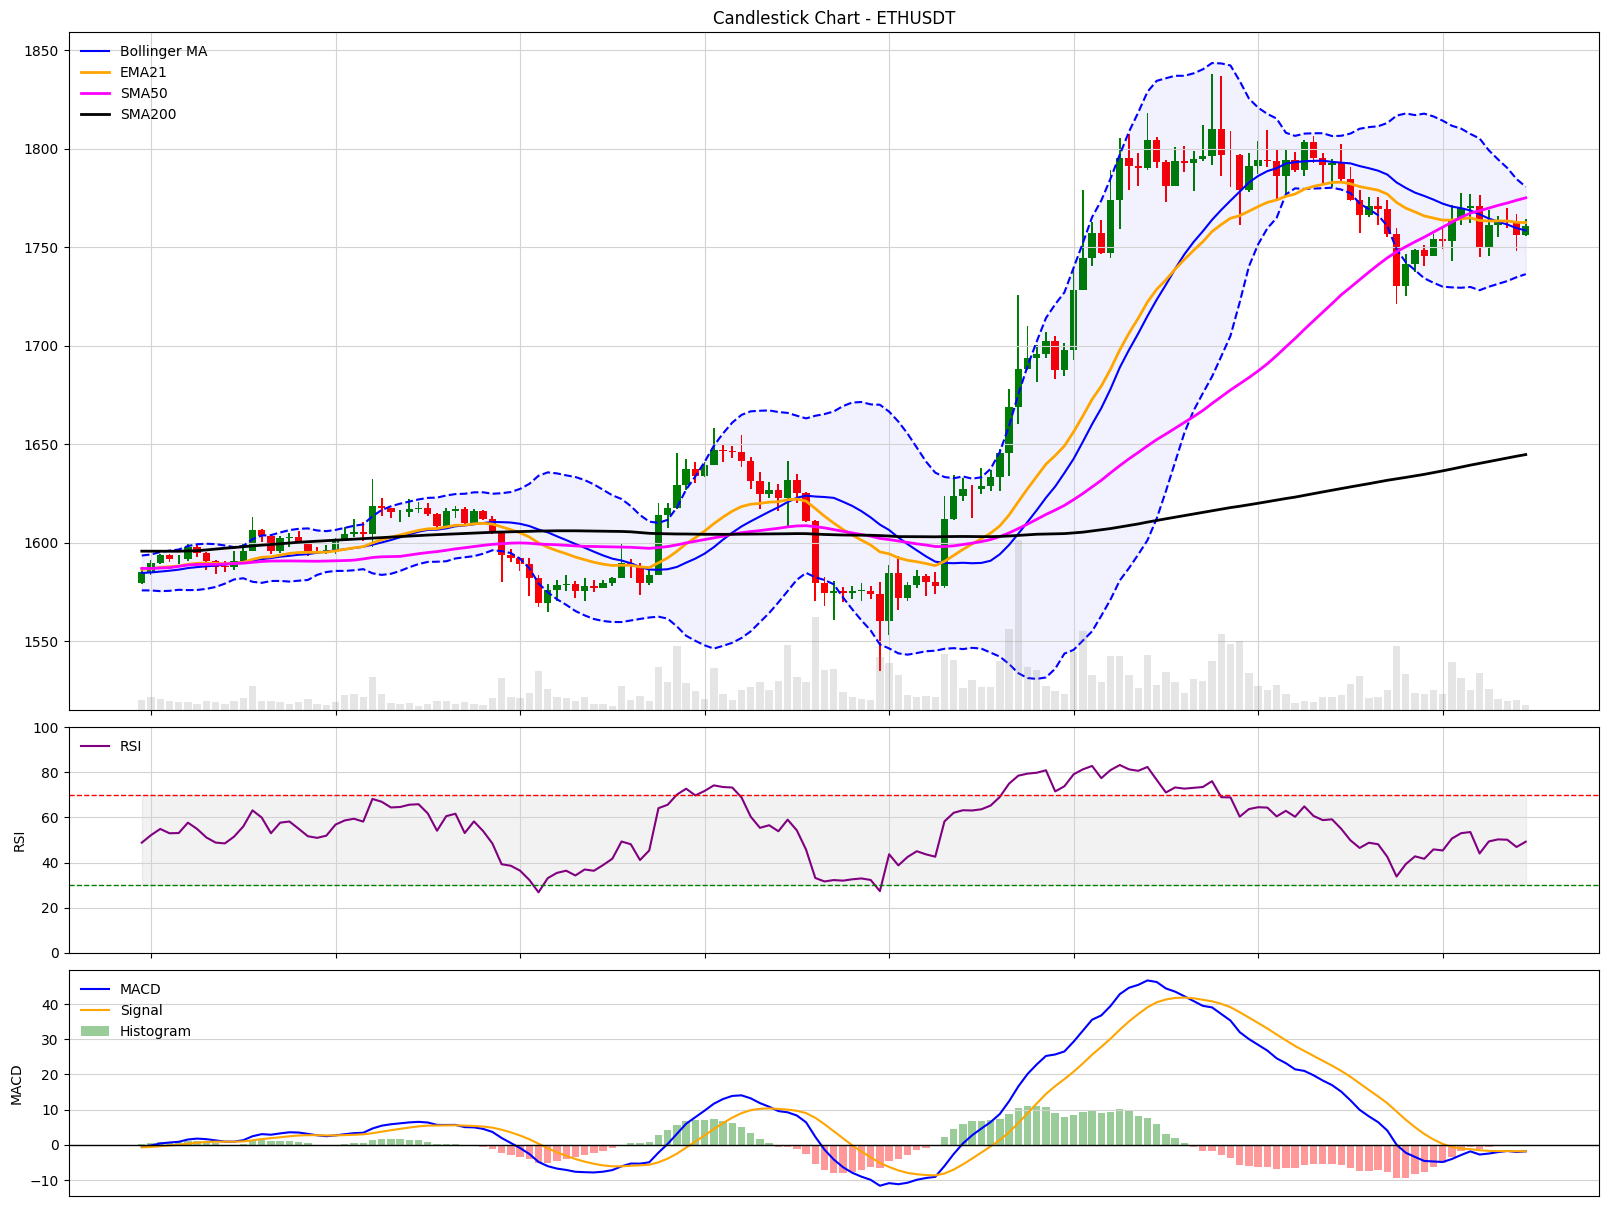 Candlestick Chart - ETHUSDT
1850
1800
1750
1700
1650
1600
1550
Bollinger MA
EMA21
SMA50
SMA200
100
80
60
40
20
0
RSI
RSI
40
30
20
10
0
−10
MACD
MACD
Signal
Histogram